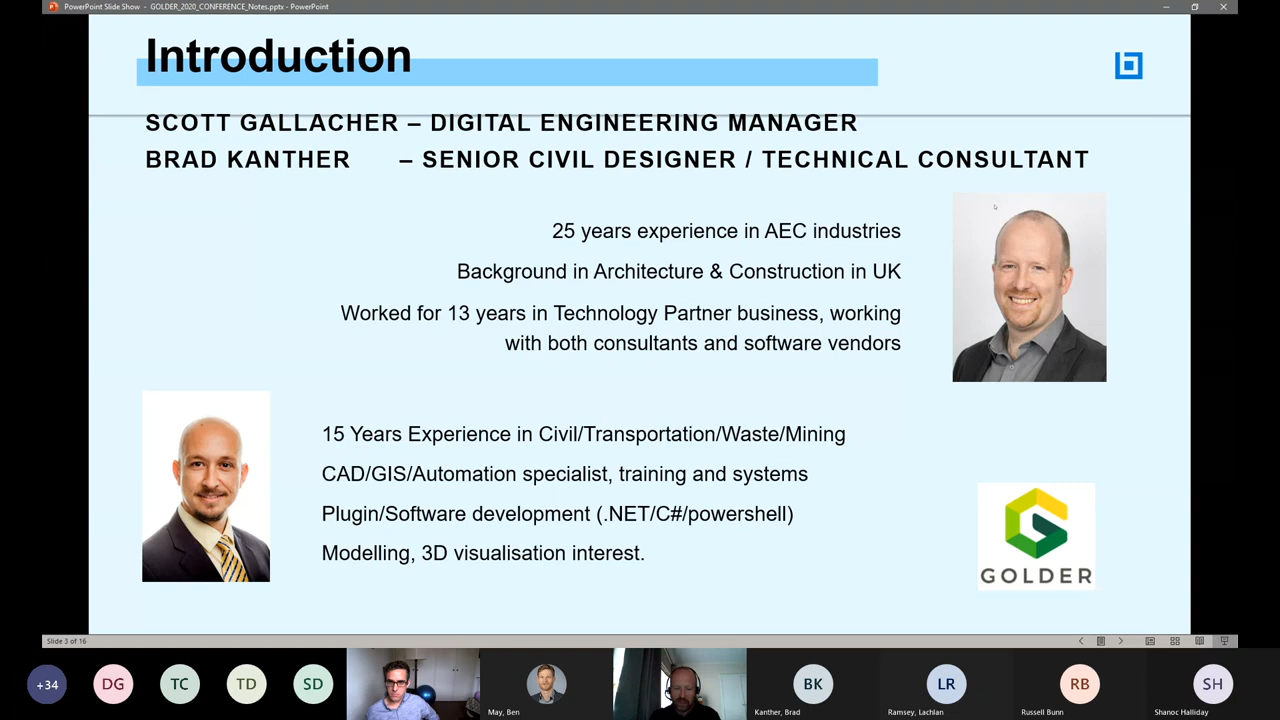 PowerPoint Slide Show - GOLDER_2020_CONFERENCE_Notes.pptx - PowerPoint
Introduction
SCOTT GALLACHER – DIGITAL ENGINEERING MANAGER
BRAD KANTHER – SENIOR CIVIL DESIGNER / TECHNICAL CONSULTANT
25 years experience in AEC industries
Background in Architecture & Construction in UK
Worked for 13 years in Technology Partner business, working
with both consultants and software vendors
15 Years Experience in Civil/Transportation/Waste/Mining
CAD/GIS/Automation specialist, training and systems
Plugin/Software development (.NET/C#/powershell)
Modelling, 3D visualisation interest.
GOLDER
Slide 3 of 16
+34
DG
TC
TD
SD
May, Ben
BK
Kanther, Brad
LR
Ramsey, Lachlan
RB
Russell Bunn
SH
Shanoc Halliday